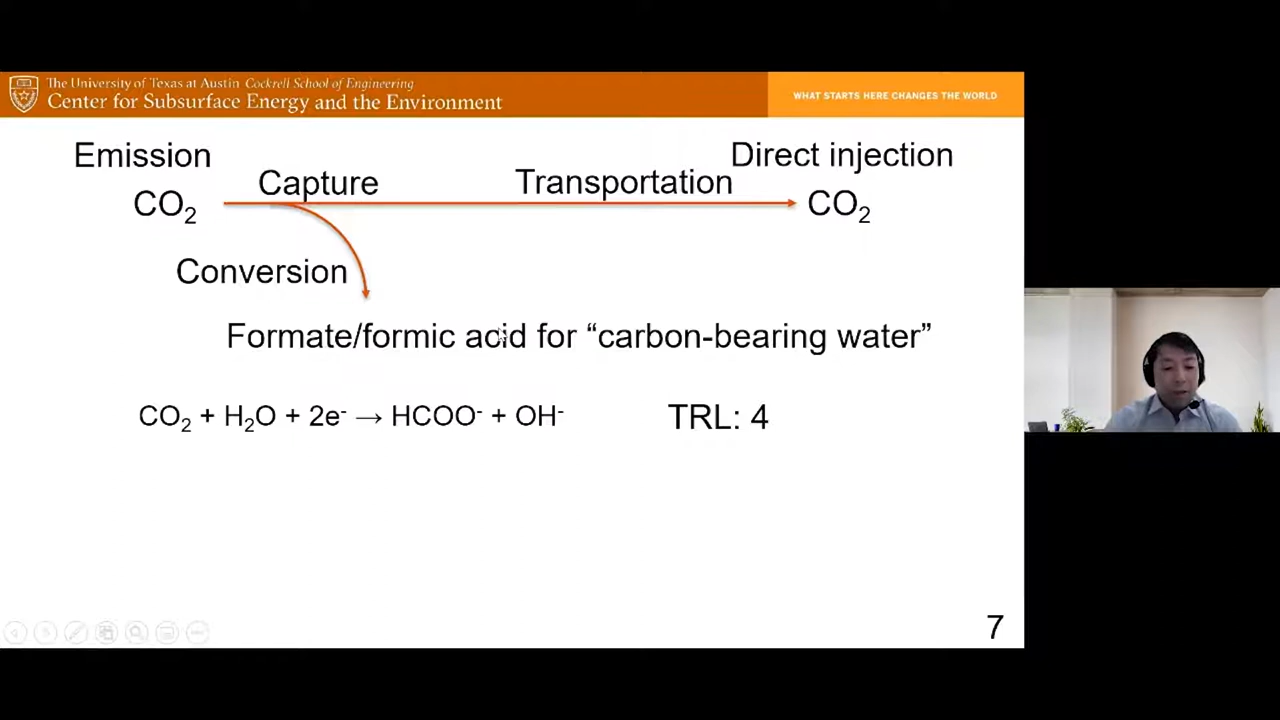 The University of Texas at Austin Cockrell School of Engineering
Center for Subsurface Energy and the Environment
WHAT STARTS HERE CHANGES THE WORLD
Emission
Direct injection
Capture
Transportation
CO₂
CO₂
Conversion
Formate/formic acid for “carbon-bearing water”
CO₂ + H₂O + 2e⁻ → HCOO⁻ + OH⁻
TRL: 4
7